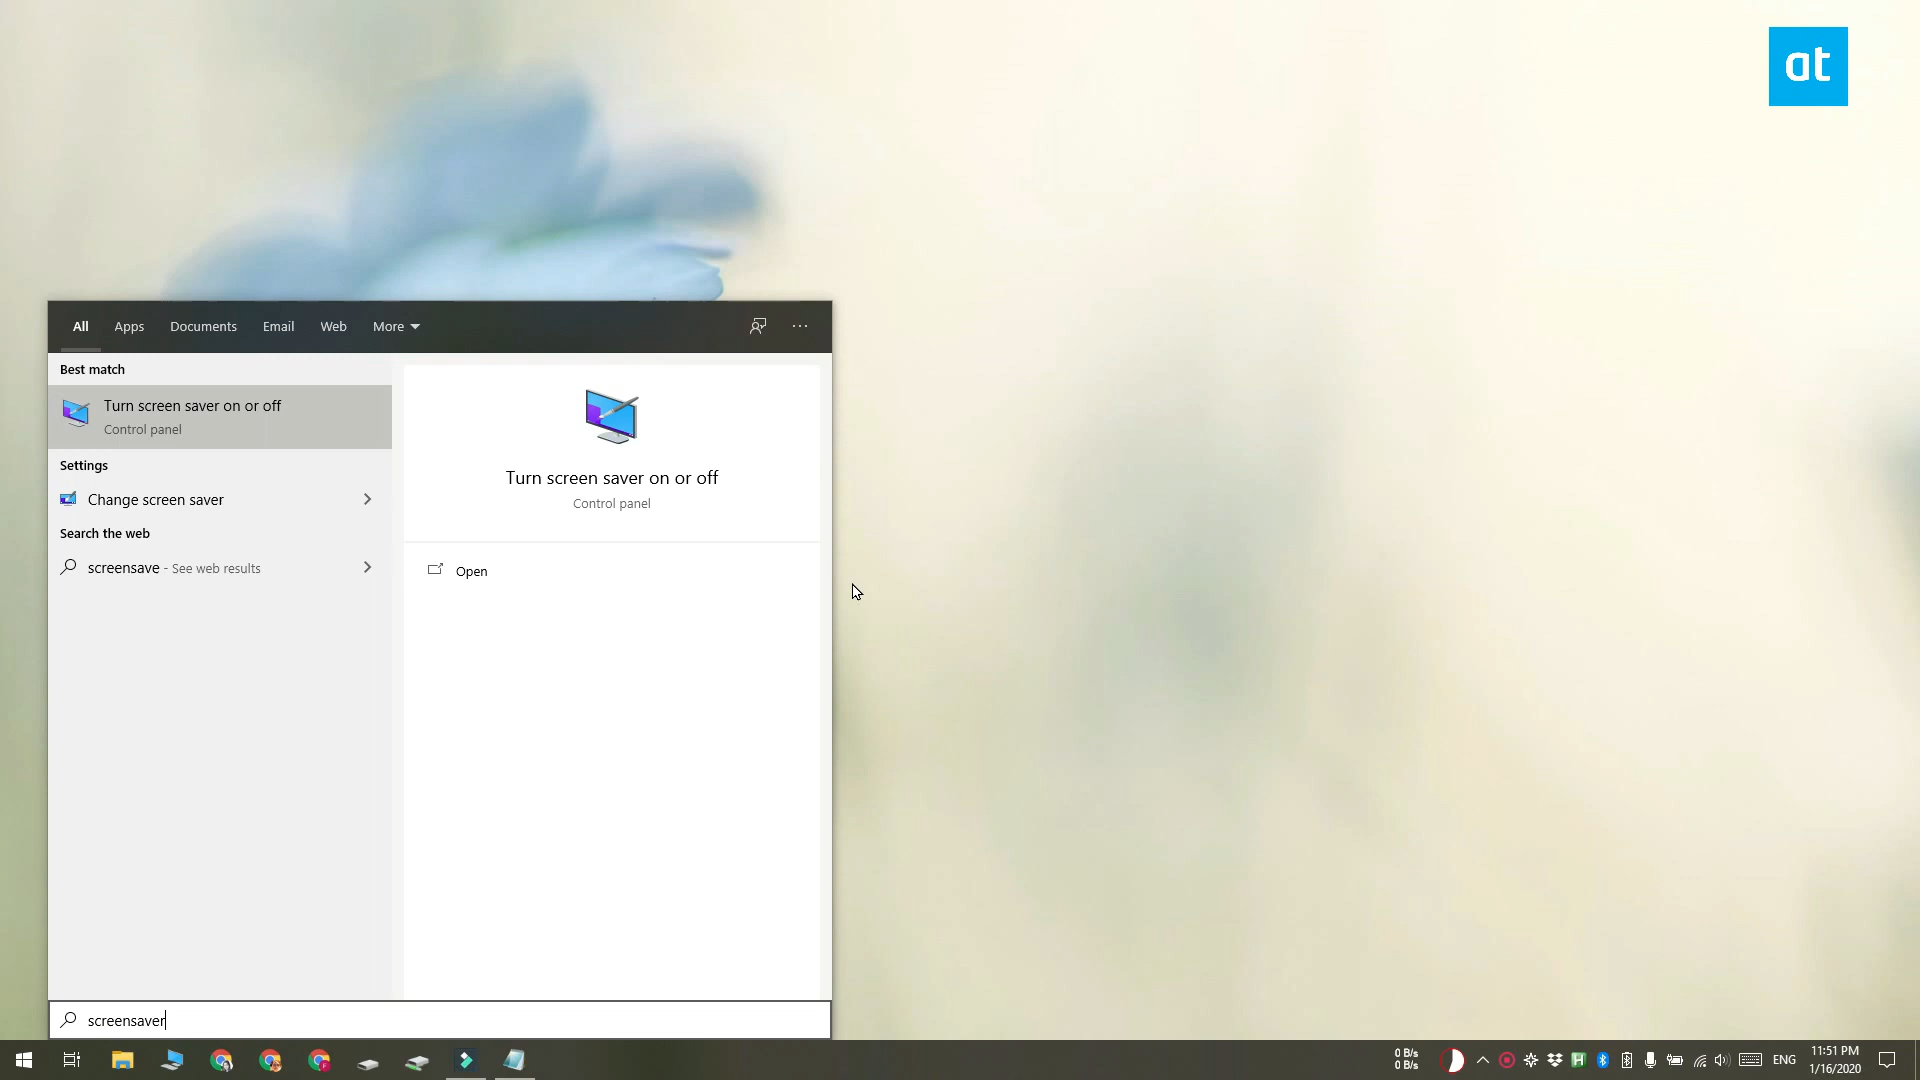 at
All Apps Documents Email Web More
Best match
Turn screen saver on or off
Control panel
Settings
Change screen saver
Search the web
screensave - See web results
Turn screen saver on or off
Control panel
Open
screensaver
0 B/s
0 B/s
ENG
11:51 PM
1/16/2020